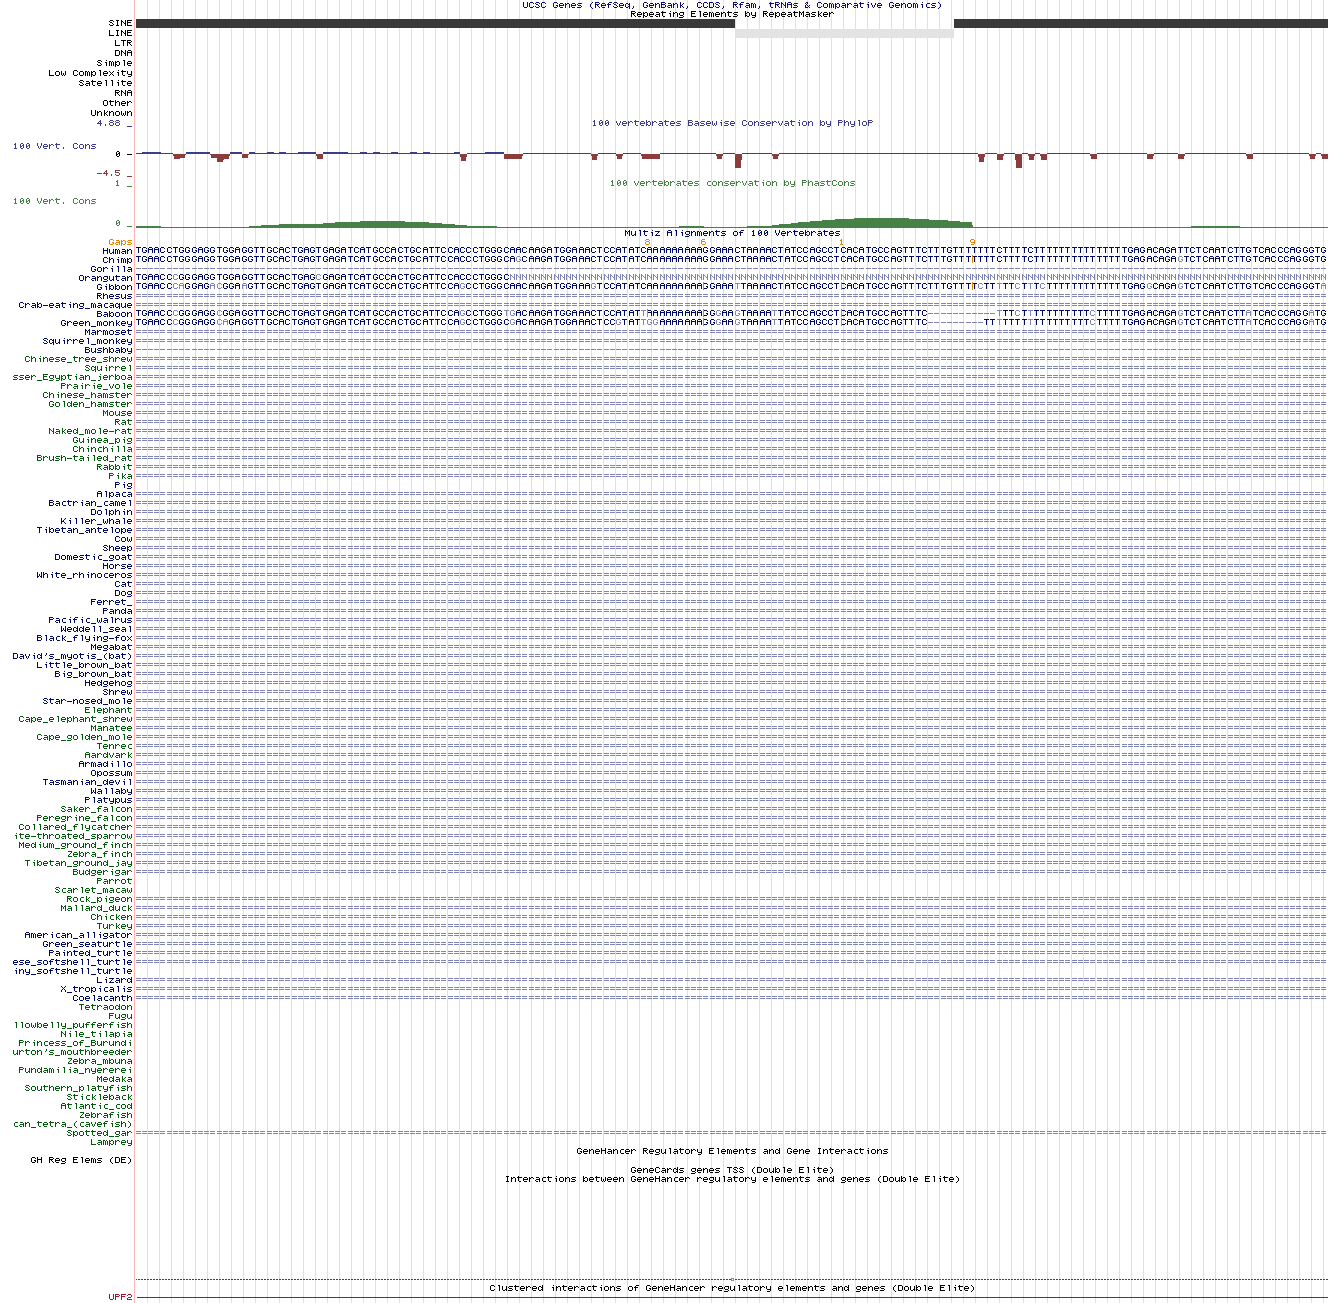 UCSC Genes (RefSeq, GenBank, CCDS, Rfam, tRNAs & Comparative Genomics)
Repeating Elements by RepeatMasker
SINE
LINE
LTR
DNA
Simple
Low Complexity
Satellite
RNA
Other
Unknown
4.88 _
100 vertebrates Basewise Conservation by PhyloP
100 Vert. Cons
0 _
-4.5 _
1 _
100 vertebrates conservation by PhastCons
100 Vert. Cons
0 _
Multiz Alignments of 100 Vertebrates
Gaps 8 6 1 9
Human
Chimp
Gorilla
Orangutan
Gibbon
Rhesus
Crab-eating_macaque
Baboon
Green_monkey
Marmoset
Squirrel_monkey
Bushbaby
Chinese_tree_shrew
Squirrel
sser_Egyptian_jerboa
Prairie_vole
Chinese_hamster
Golden_hamster
Mouse
Rat
Naked_mole-rat
Guinea_pig
Chinchilla
Brush-tailed_rat
Rabbit
Pika
Pig
Alpaca
Bactrian_camel
Dolphin
Killer_whale
Tibetan_antelope
Cow
Sheep
Domestic_goat
Horse
White_rhinoceros
Cat
Dog
Ferret_
Panda
Pacific_walrus
Weddell_seal
Black_flying-fox
Megabat
David's_myotis_(bat)
Little_brown_bat
Big_brown_bat
Hedgehog
Shrew
Star-nosed_mole
Elephant
Cape_elephant_shrew
Manatee
Cape_golden_mole
Tenrec
Aardvark
Armadillo
Opossum
Tasmanian_devil
Wallaby
Platypus
Saker_falcon
Peregrine_falcon
Collared_flycatcher
ite-throated_sparrow
Medium_ground_finch
Zebra_finch
Tibetan_ground_jay
Budgerigar
Parrot
Scarlet_macaw
Rock_pigeon
Mallard_duck
Chicken
Turkey
American_alligator
Green_seaturtle
Painted_turtle
ese_softshell_turtle
iny_softshell_turtle
Lizard
X_tropicalis
Coelacanth
Tetraodon
Fugu
llowbelly_pufferfish
Nile_tilapia
Princess_of_Burundi
urton's_mouthbreeder
Zebra_mbuna
Pundamilia_nyererei
Medaka
Southern_platyfish
Stickleback
Atlantic_cod
Zebrafish
can_tetra_(cavefish)
Spotted_gar
Lamprey
GeneHancer Regulatory Elements and Gene Interactions
GH Reg Elems (DE)
GeneCards genes TSS (Double Elite)
Interactions between GeneHancer regulatory elements and genes (Double Elite)
Clustered interactions of GeneHancer regulatory elements and genes (Double Elite)
UPF2